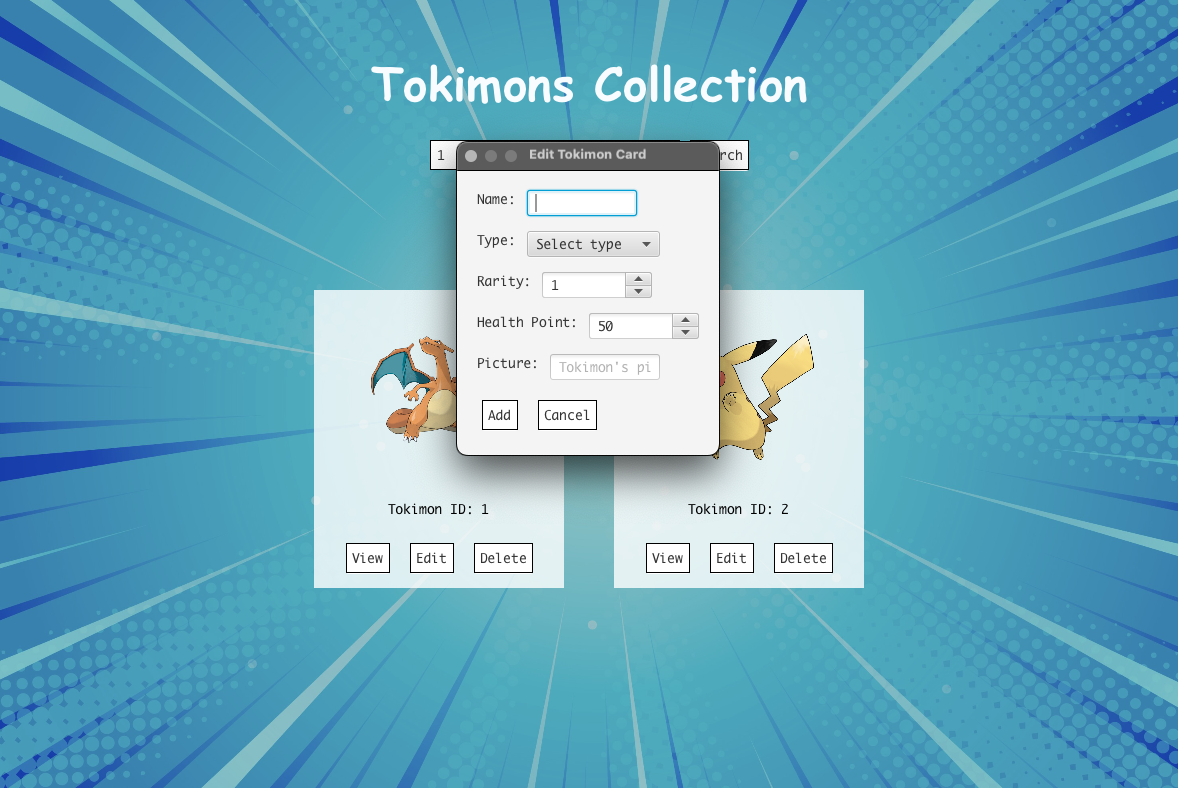 Tokimons Collection
1
rch
Edit Tokimon Card
Name:
Type: Select type
Rarity: 1
Health Point: 50
Picture: Tokimon's pi
Add Cancel
Tokimon ID: 1 Tokimon ID: 2
View Edit Delete View Edit Delete